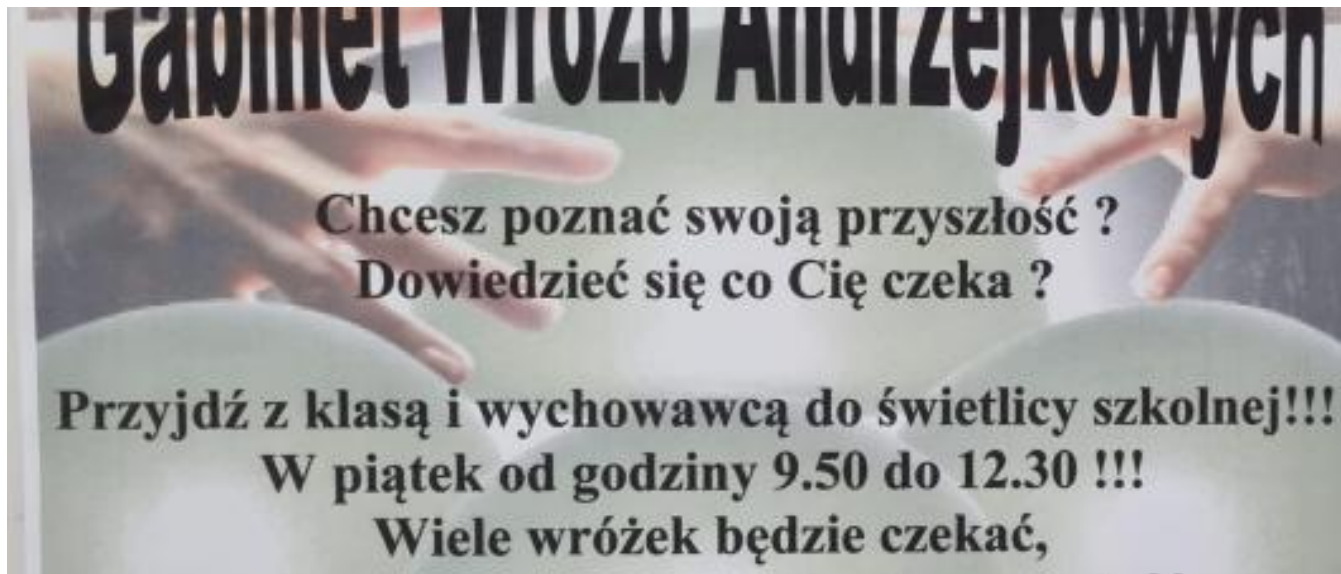 Gabinet Wróżb Andrzejkowych
Chcesz poznać swoją przyszłość ?
Dowiedzieć się co Cię czeka ?
Przyjdź z klasą i wychowawcą do świetlicy szkolnej!!!
W piątek od godziny 9.50 do 12.30 !!!
Wiele wróżek będzie czekać,